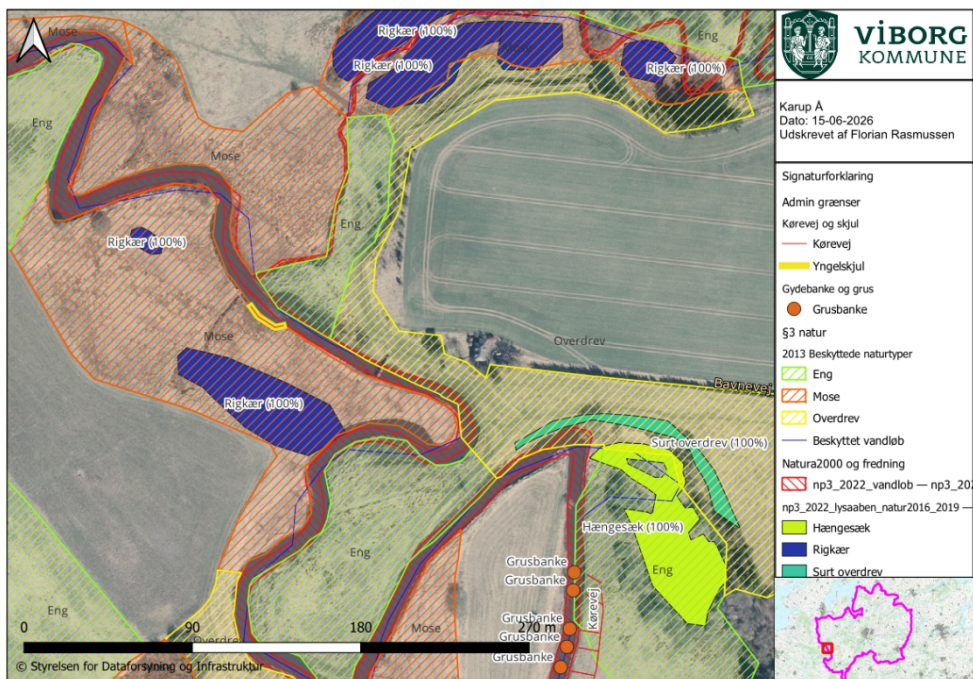 Mose
Rigkær (100%)
Eng
Rigkær (100%)
Mose
Rigkær (100%)
Eng
Mose
Eng
Rigkær (100%)
Mose
Overdrev
Bavnevej
Rigkær (100%)
Surt overdrev (100%)
Hængesæk (100%)
Eng
Grusbanke
Eng
Grusbanke
Kørevej
Eng
Mose
Grusbanke
Grusbanke
Overdrev
Grusbanke
0
90
180
270 m
© Styrelsen for Dataforsyning og Infrastruktur
VIBORG
KOMMUNE
Karup Å
Dato: 15-06-2026
Udskrevet af Florian Rasmussen
Signaturforklaring
Admin grænser
Kørevej og skjul
Kørevej
Yngelskjul
Gydebanke og grus
Grusbanke
§3 natur
2013 Beskyttede naturtyper
Eng
Mose
Overdrev
Beskyttet vandløb
Natura2000 og fredning
np3_2022_vandlob — np3_202
np3_2022_lysaaben_natur2016_2019 —
Hængesæk
Rigkær
Surt overdrev